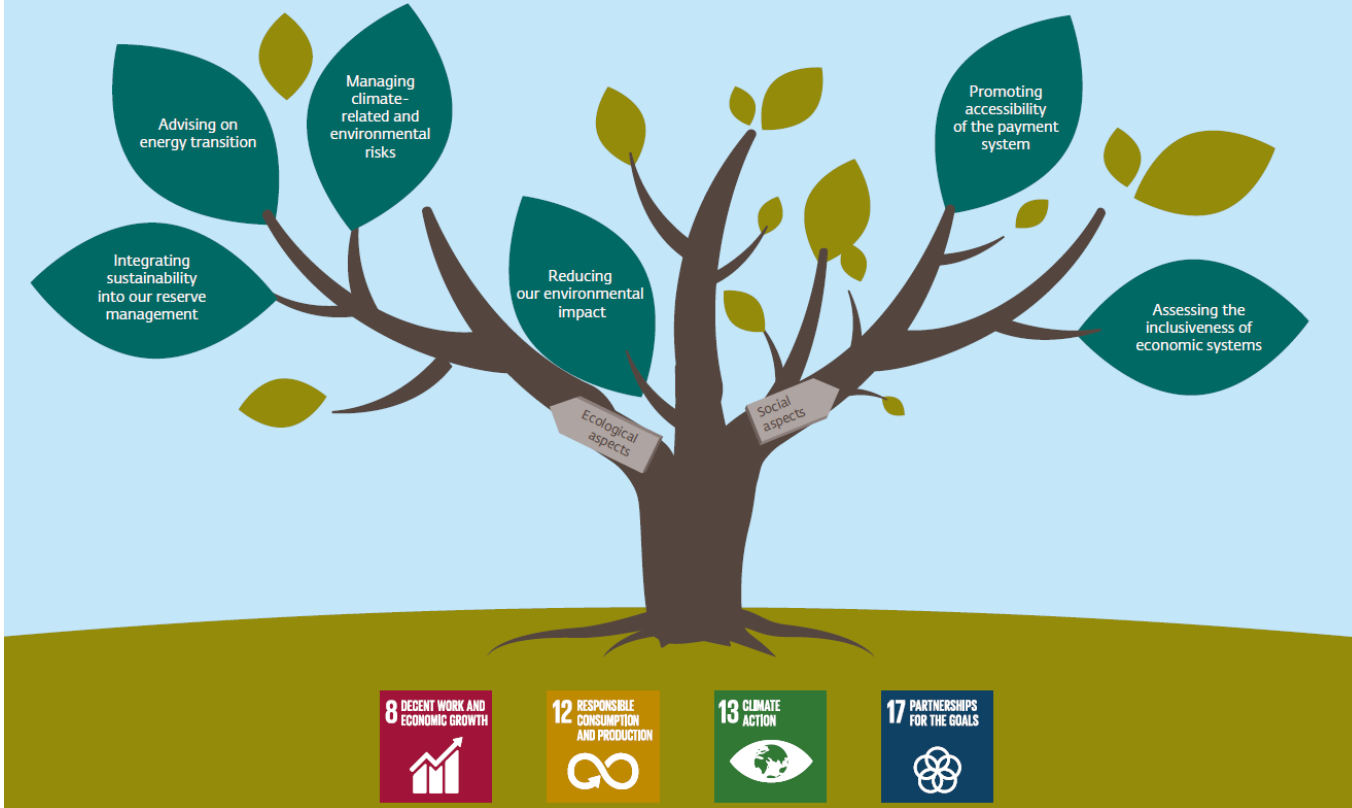 Advising on
energy transition
Managing
climate-
related and
environmental
risks
Integrating
sustainability
into our reserve
management
Reducing
our environmental
impact
Promoting
accessibility
of the payment
system
Assessing the
inclusiveness of
economic systems
Ecological
aspects
Social
aspects
8 DECENT WORK AND
ECONOMIC GROWTH
12 RESPONSIBLE
CONSUMPTION
AND PRODUCTION
13 CLIMATE
ACTION
17 PARTNERSHIPS
FOR THE GOALS